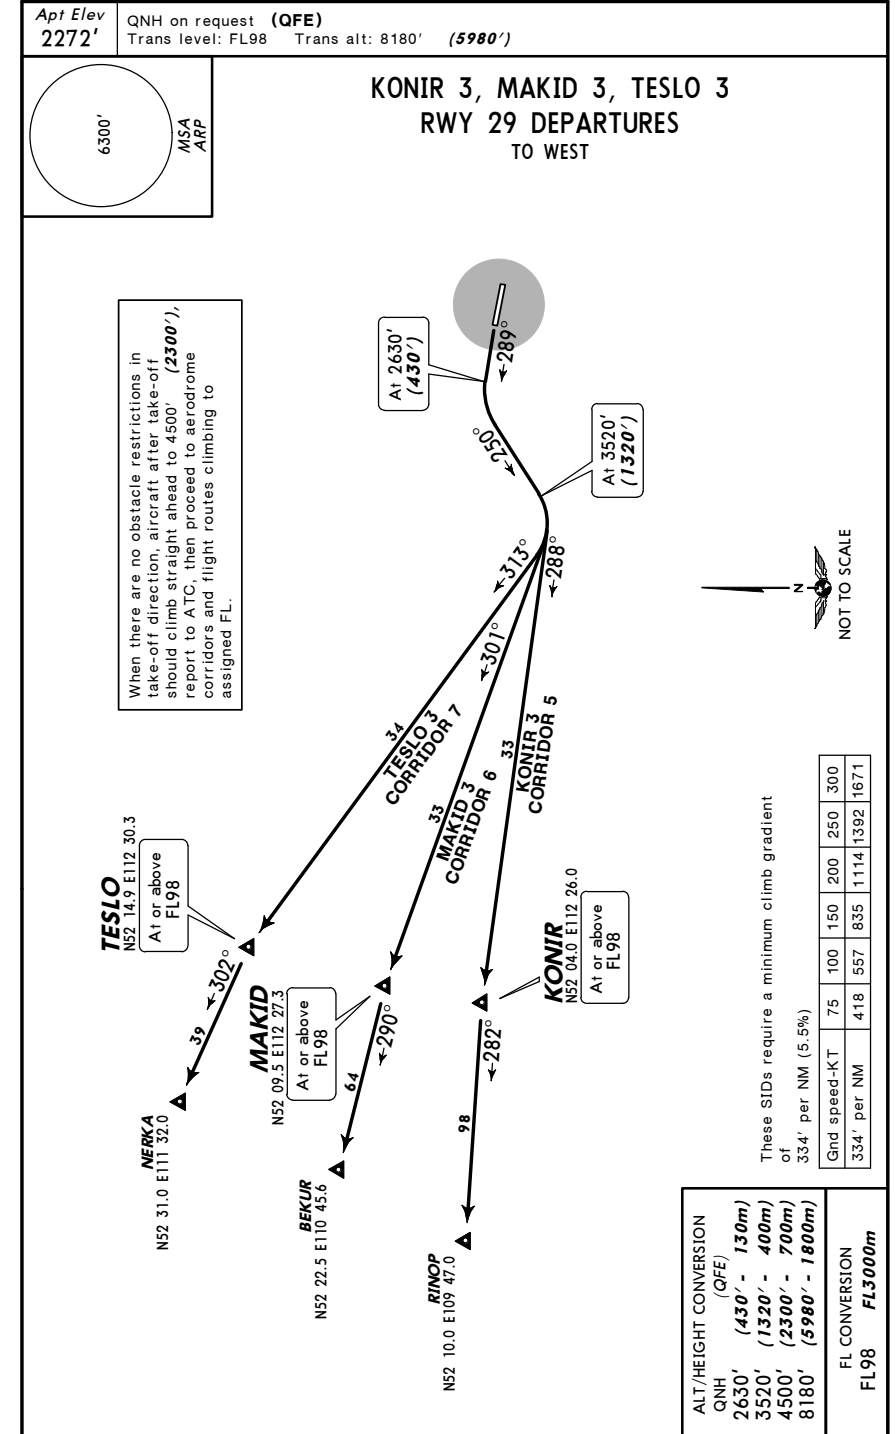 Apt Elev
2272'
QNH on request (QFE)
Trans level: FL98 Trans alt: 8180' (5980')
6300'
MSA
ARP
KONIR 3, MAKID 3, TESLO 3
RWY 29 DEPARTURES
TO WEST
When there are no obstacle restrictions in
take-off direction, aircraft after take-off
should climb straight ahead to 4500' (2300'),
report to ATC, then proceed to aerodrome
corridors and flight routes climbing to
assigned FL.
289°
At 2630'
(430')
250°
At 3520'
(1320')
313°
301°
288°
34
TESLO 3
CORRIDOR 7
33
MAKID 3
CORRIDOR 6
33
KONIR 3
CORRIDOR 5
N
NOT TO SCALE
TESLO
N52 14.9 E112 30.3
At or above
FL98
302°
39
NERKA
N52 31.0 E111 32.0
MAKID
N52 09.5 E112 27.3
At or above
FL98
290°
64
BEKUR
N52 22.5 E110 45.6
KONIR
N52 04.0 E112 26.0
At or above
FL98
282°
98
RINOP
N52 10.0 E109 47.0
These SIDs require a minimum climb gradient
of
334' per NM (5.5%)
Gnd speed-KT 75 100 150 200 250 300
334' per NM 418 557 835 1114 1392 1671
ALT/HEIGHT CONVERSION
QNH (QFE)
2630' (430' - 130m)
3520' (1320' - 400m)
4500' (2300' - 700m)
8180' (5980' - 1800m)
FL CONVERSION
FL98 FL3000m